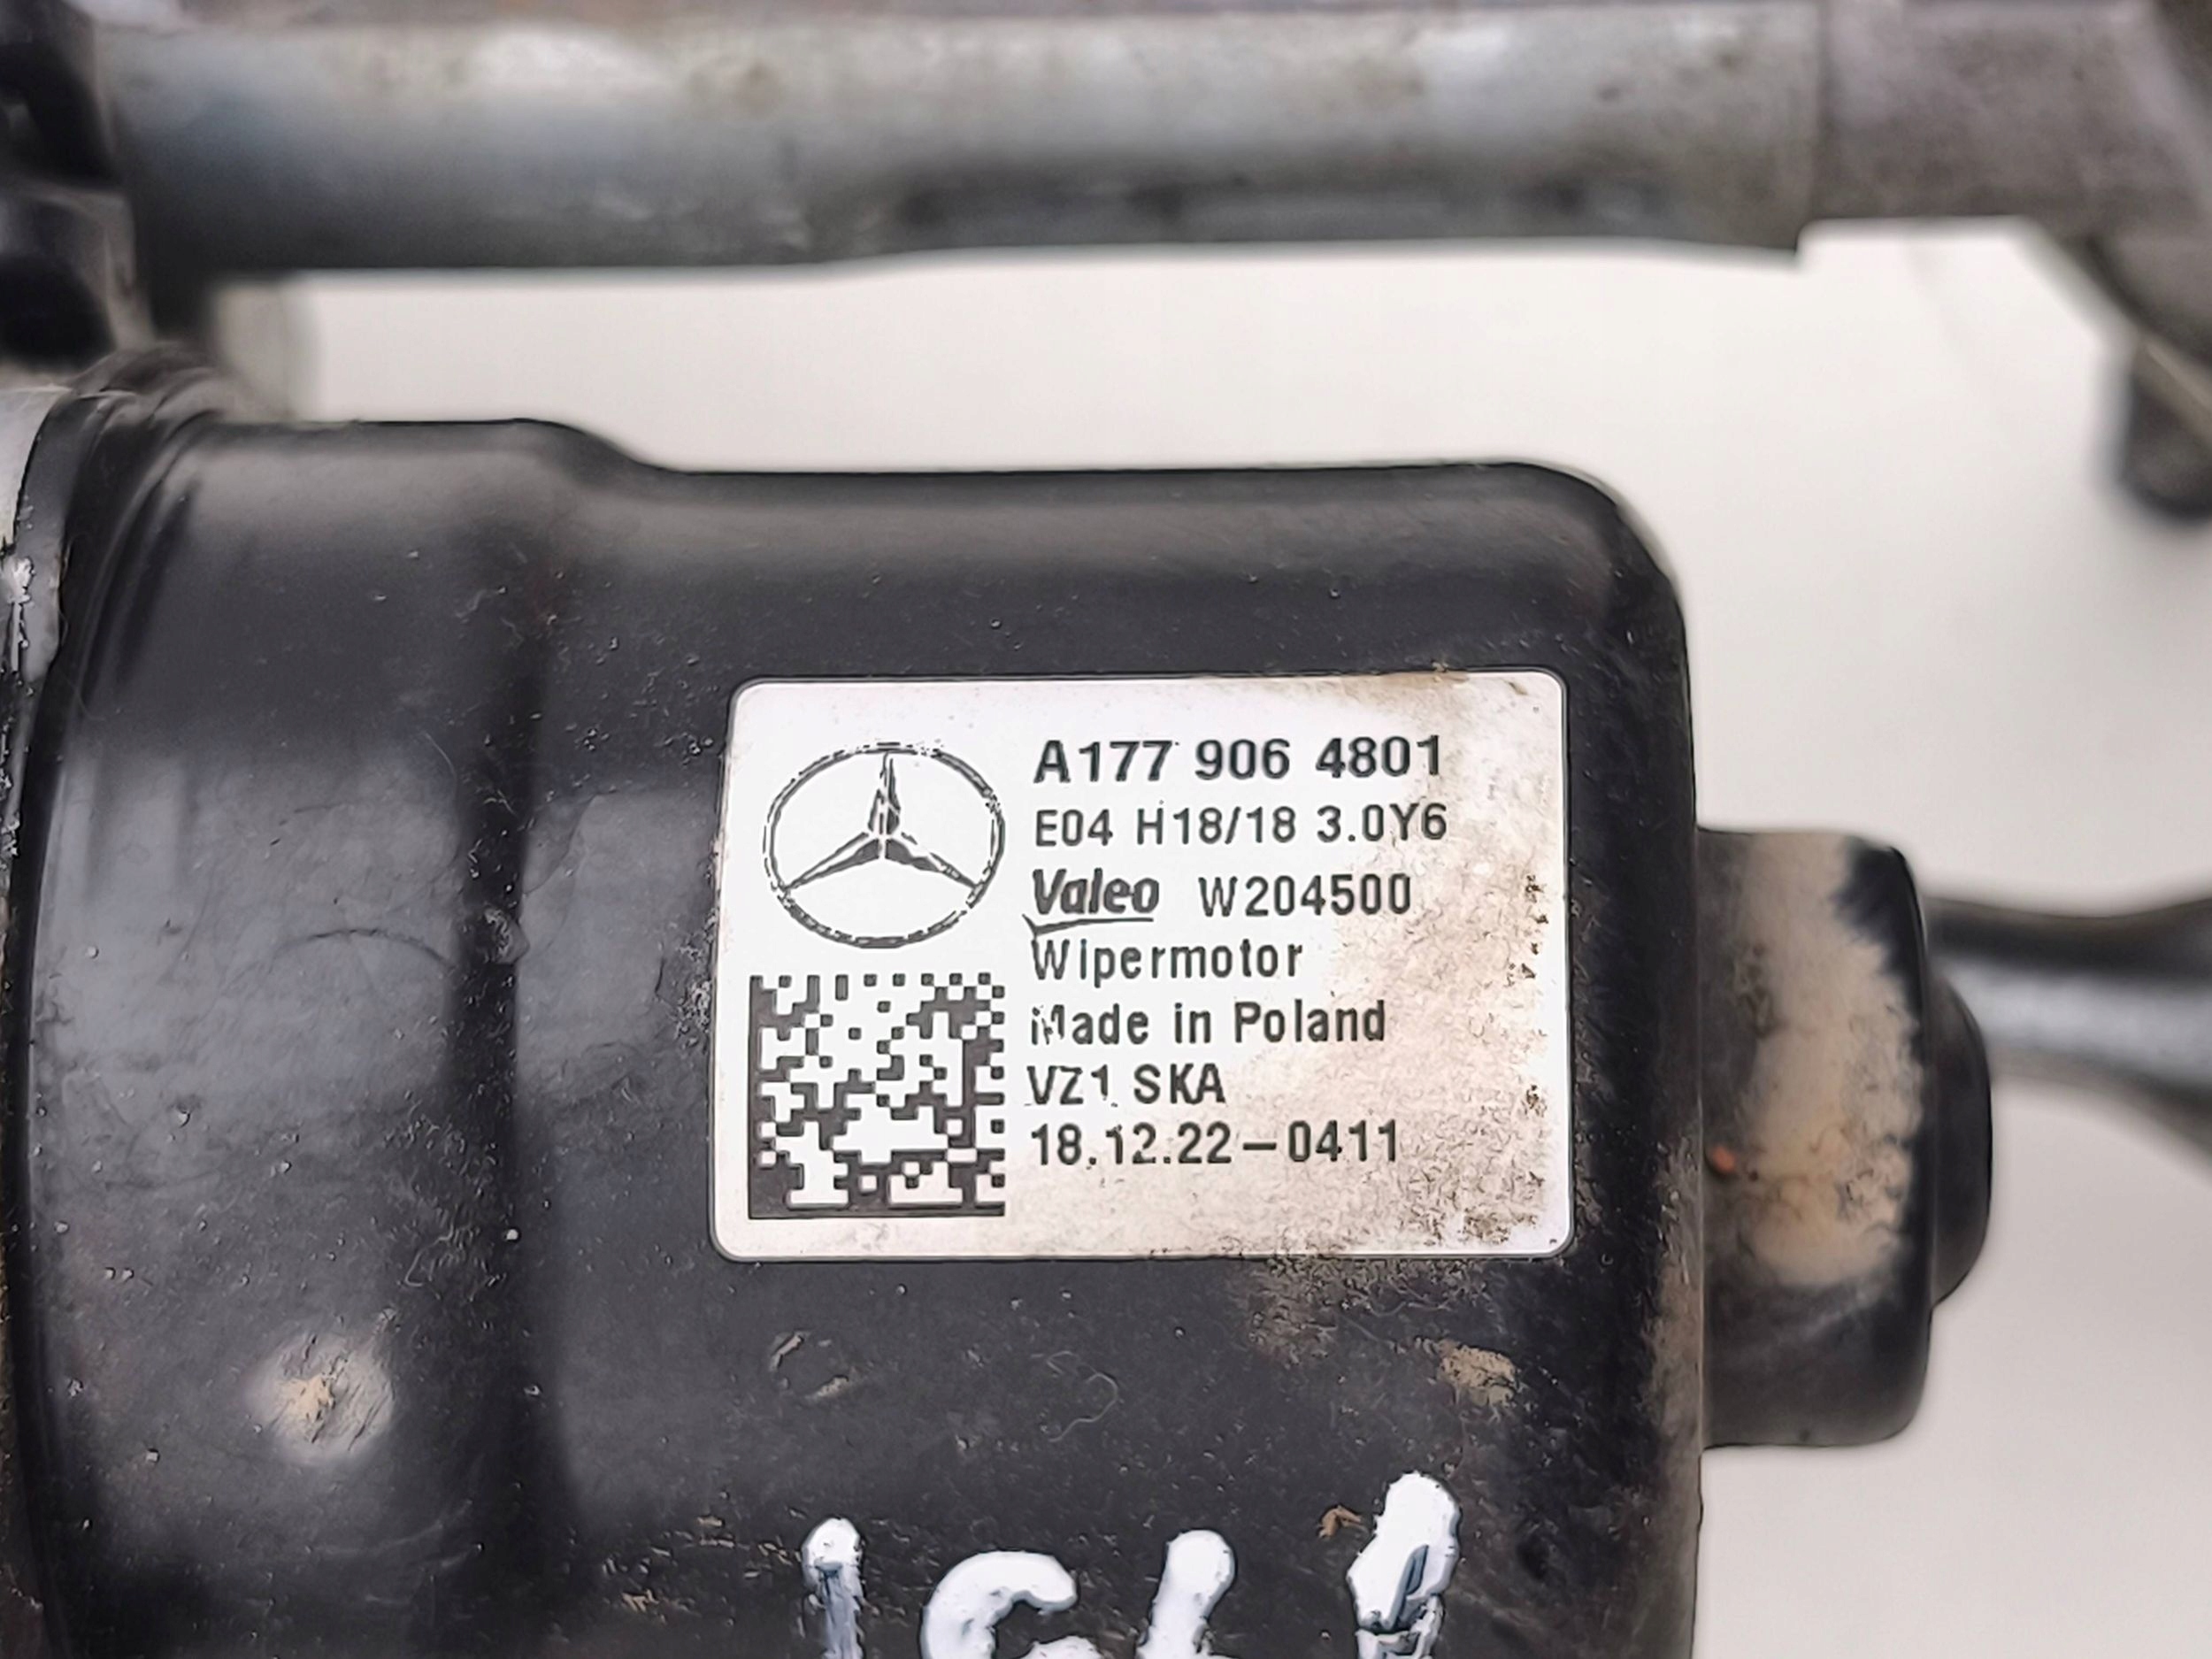 A177 906 4801
E04 H18/18 3.0Y6
Valeo W204500
Wipermotor
Made in Poland
VZ1 SKA
18.12.22-0411